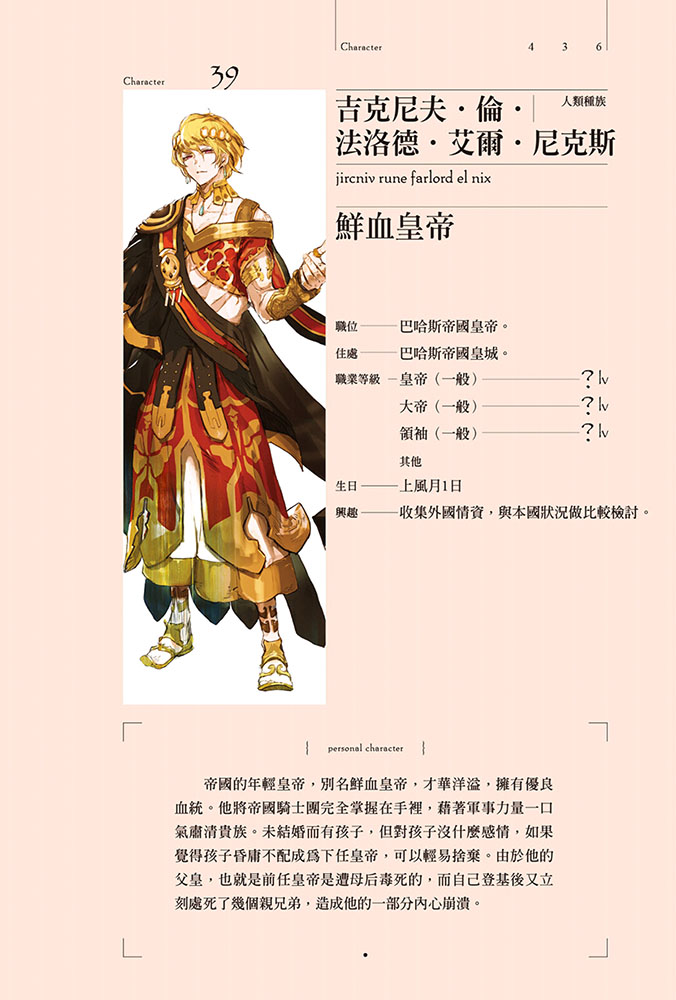 Character 4 3 6
Character 39
吉克尼夫・倫・ 人類種族
法洛德・艾爾・尼克斯
jircniv rune farlord el nix
鮮血皇帝
職位 巴哈斯帝國皇帝。
住處 巴哈斯帝國皇城。
職業等級 皇帝（一般） ？lv
大帝（一般） ？lv
領袖（一般） ？lv
其他
生日 上風月1日
興趣 收集外國情資，與本國狀況做比較檢討。
personal character
帝國的年輕皇帝，別名鮮血皇帝，才華洋溢，擁有優良
血統。他將帝國騎士團完全掌握在手裡，藉著軍事力量一口
氣肅清貴族。未結婚而有孩子，但對孩子沒什麼感情，如果
覺得孩子昏庸不配成爲下任皇帝，可以輕易捨棄。由於他的
父皇，也就是前任皇帝是遭母后毒死的，而自己登基後又立
刻處死了幾個親兄弟，造成他的一部分內心崩潰。